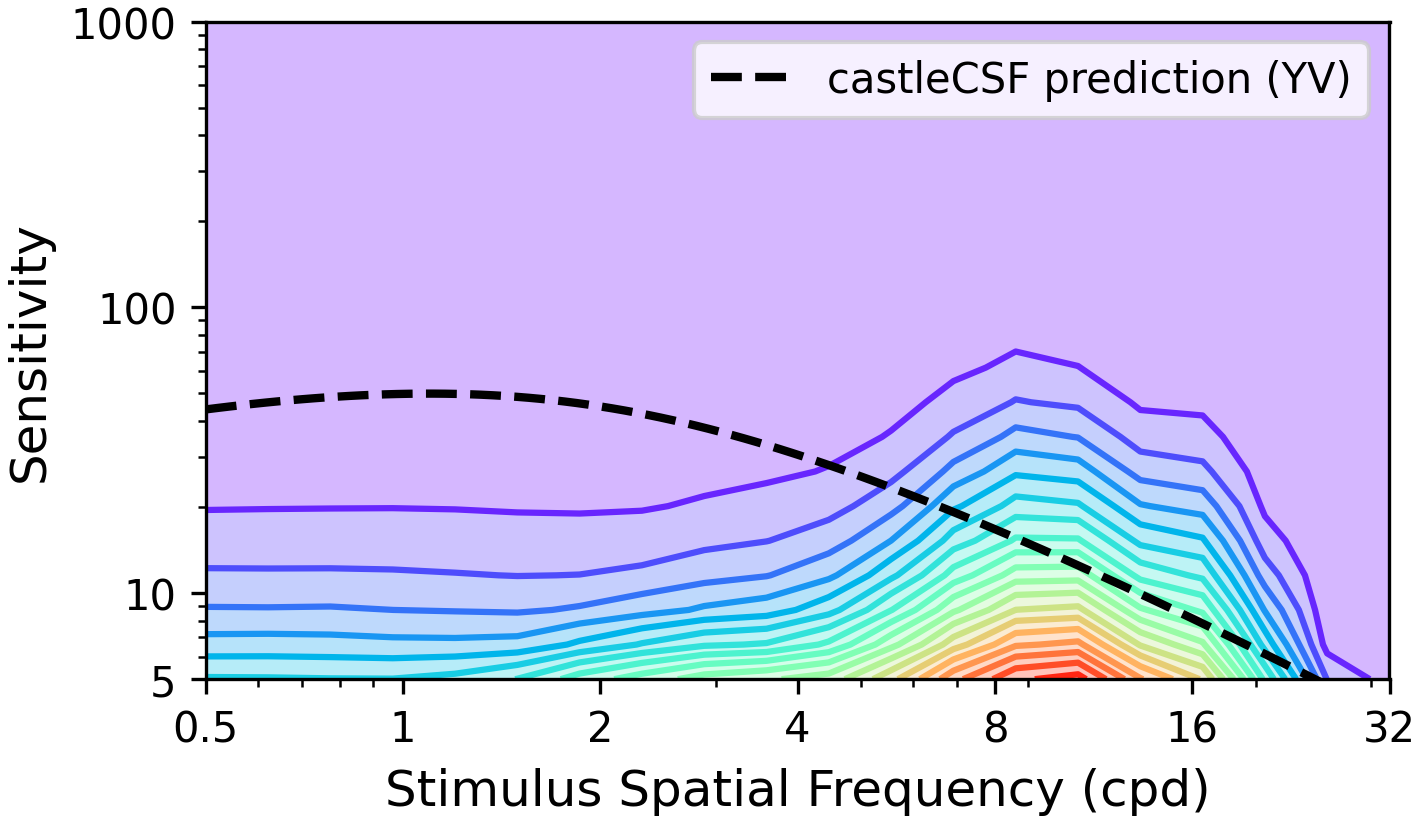 1000
100
10
5
Sensitivity
castleCSF prediction (YV)
0.5 1 2 4 8 16 32
Stimulus Spatial Frequency (cpd)